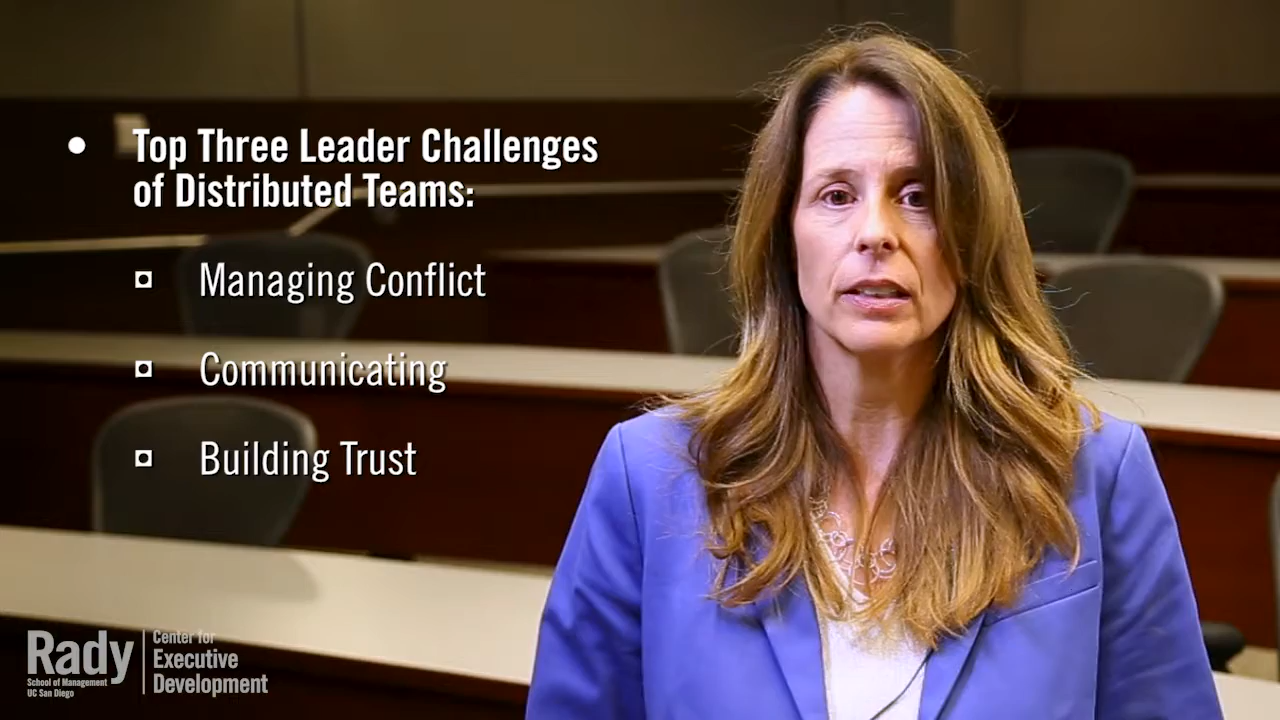 Top Three Leader Challenges
of Distributed Teams:
Managing Conflict
Communicating
Building Trust
Rady
School of Management
UC San Diego
Center for
Executive
Development